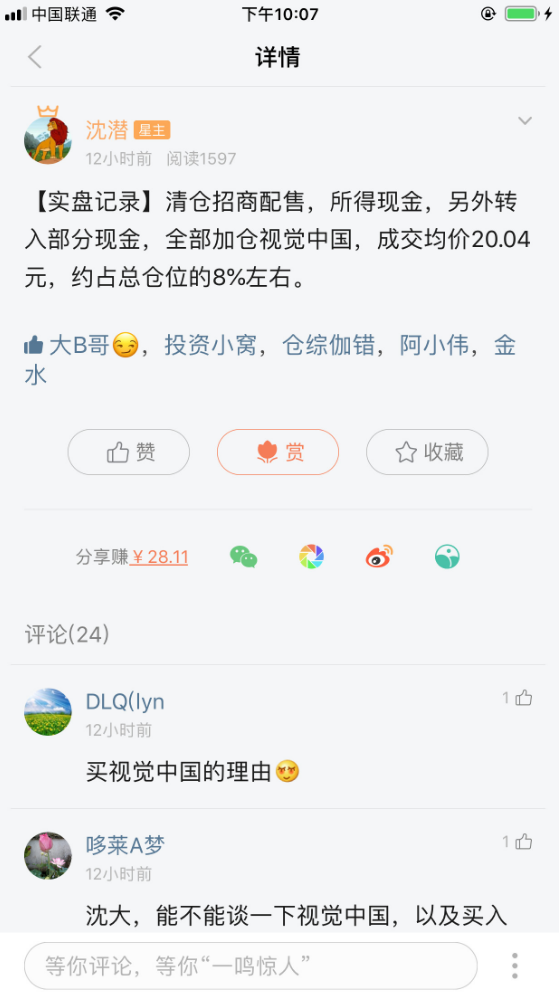 中国联通 下午10:07
详情
沈潜 星主
12小时前 阅读1597
【实盘记录】清仓招商配售，所得现金，另外转
入部分现金，全部加仓视觉中国，成交均价20.04
元，约占总仓位的8%左右。
大B哥😏，投资小窝，仓综伽错，阿小伟，金
水
赞 赏 收藏
分享赚¥28.11
评论(24)
DLQ(lyn 1
12小时前
买视觉中国的理由😍
哆莱A梦 1
12小时前
沈大，能不能谈一下视觉中国，以及买入
等你评论，等你“一鸣惊人”